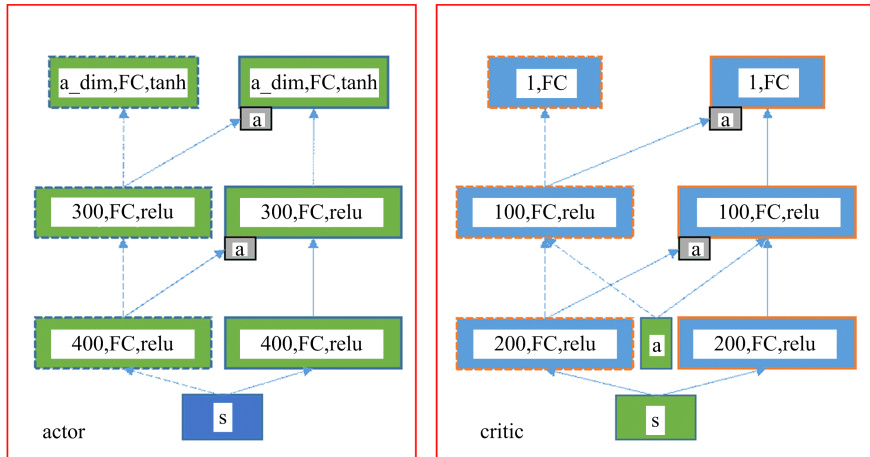 a_dim,FC,tanh
a_dim,FC,tanh
a
300,FC,relu
300,FC,relu
a
400,FC,relu
400,FC,relu
s
actor
1,FC
1,FC
a
100,FC,relu
100,FC,relu
a
200,FC,relu
a
200,FC,relu
s
critic